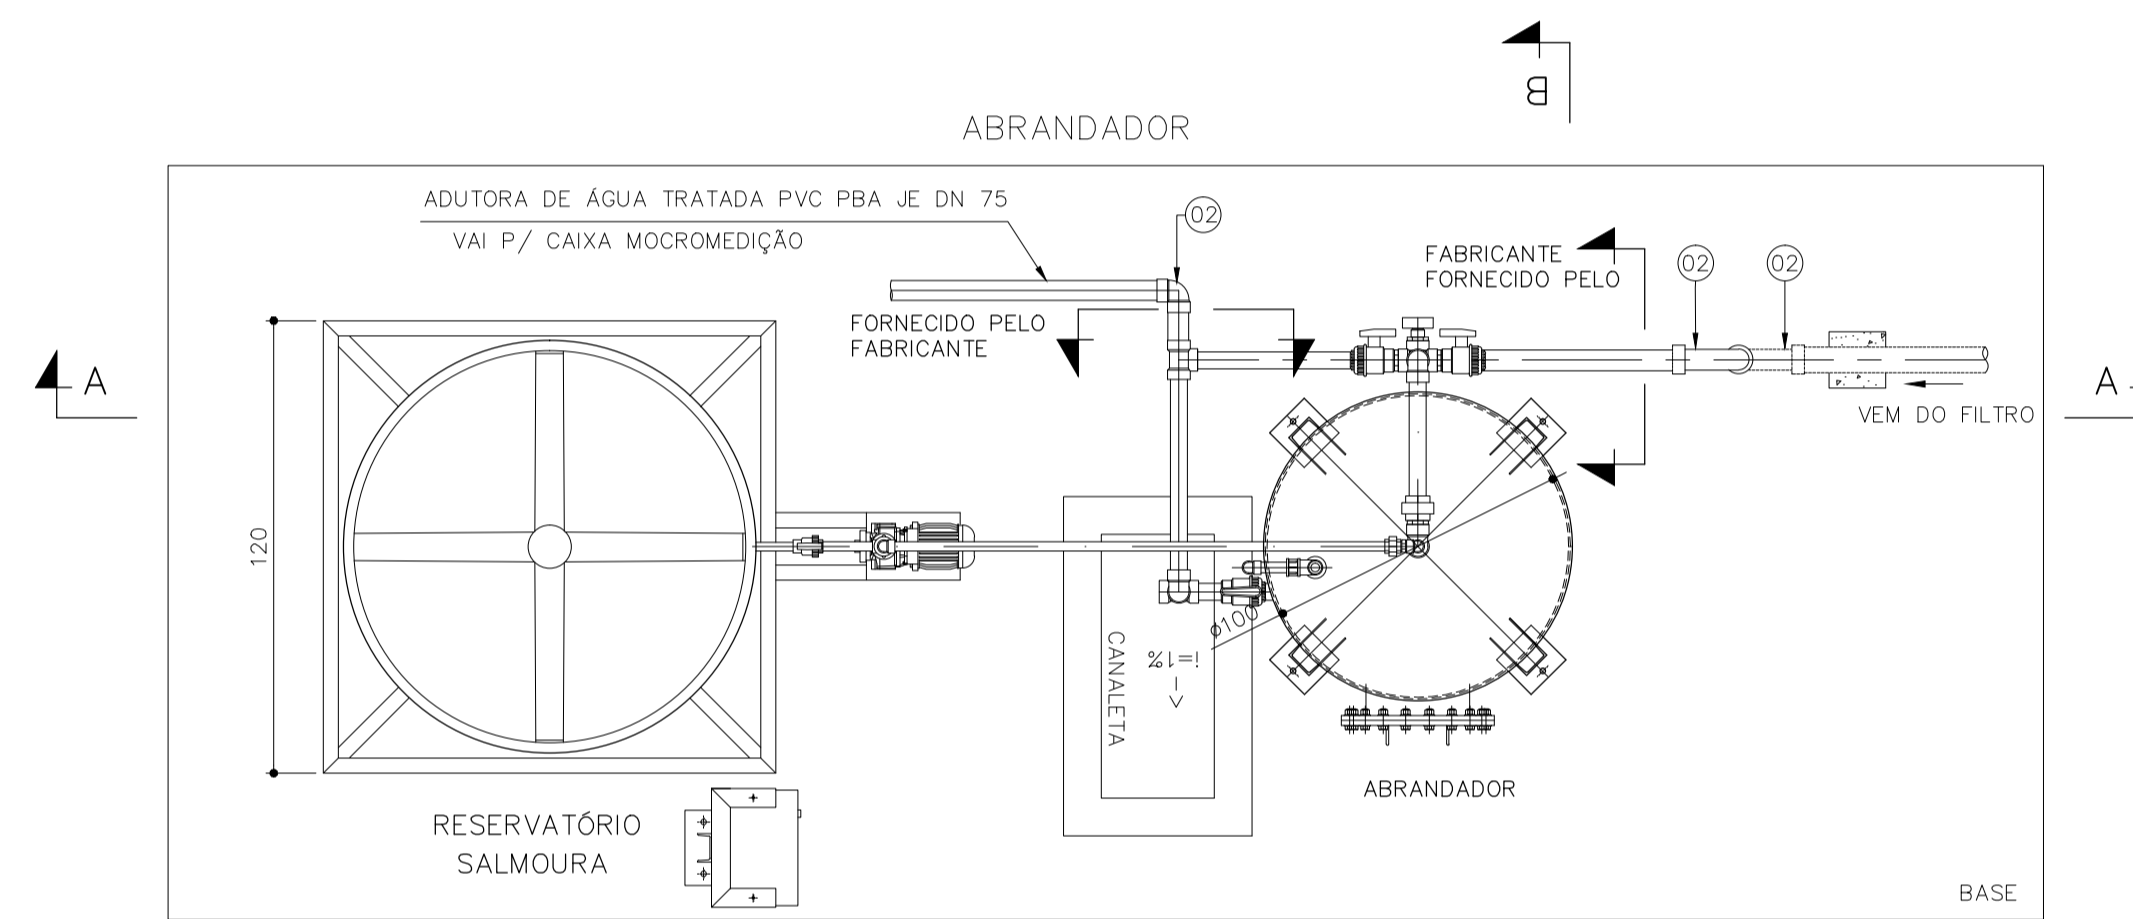 B
ABRANDADOR
ADUTORA DE ÁGUA TRATADA PVC PBA JE DN 75
VAI P/ CAIXA MOCROMEDIÇÃO
02
FABRICANTE
FORNECIDO PELO
02
02
FORNECIDO PELO
FABRICANTE
A
A
VEM DO FILTRO
120
ø100
CANALETA
i=1%
ABRANDADOR
RESERVATÓRIO
SALMOURA
BASE